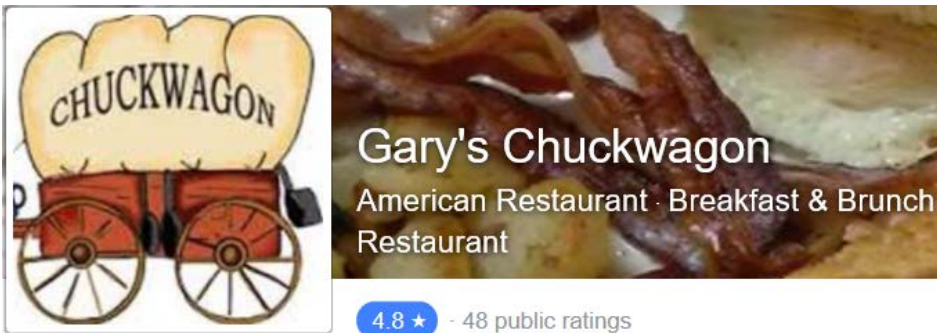 CHUCKWAGON
Gary's Chuckwagon
American Restaurant · Breakfast & Brunch
Restaurant
4.8 ★ · 48 public ratings